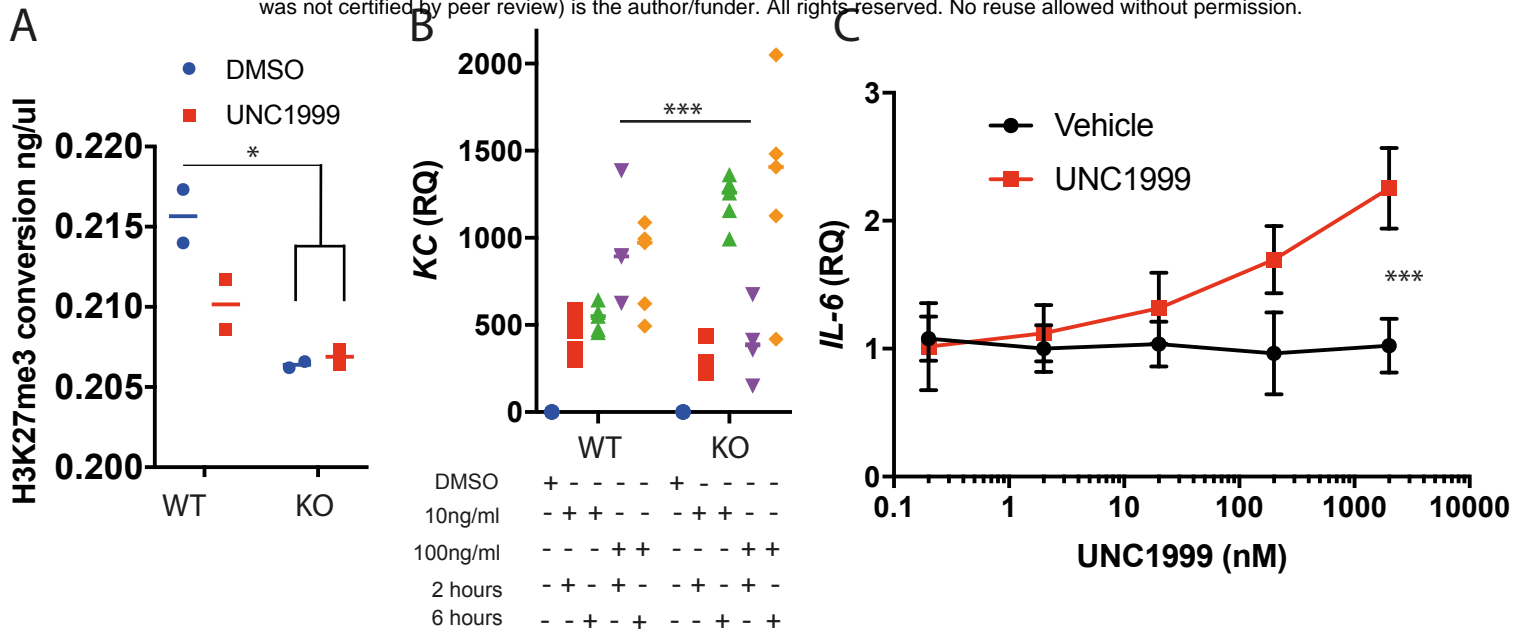 was not certified by peer review) is the author/funder. All rights reserved. No reuse allowed without permission.
A
DMSO
UNC1999
H3K27me3 conversion ng/ul
0.220
0.215
0.210
0.205
0.200
*
WT
KO
B
KC (RQ)
2000
1500
1000
500
0
***
WT
KO
DMSO + - - - - + - - - -
10ng/ml - + + - - - + + - -
100ng/ml - - - + + - - - + +
2 hours - + - + - - + - + -
6 hours - - + - + - - + - +
C
Vehicle
UNC1999
IL-6 (RQ)
3
2
1
0
***
0.1 1 10 100 1000 10000
UNC1999 (nM)